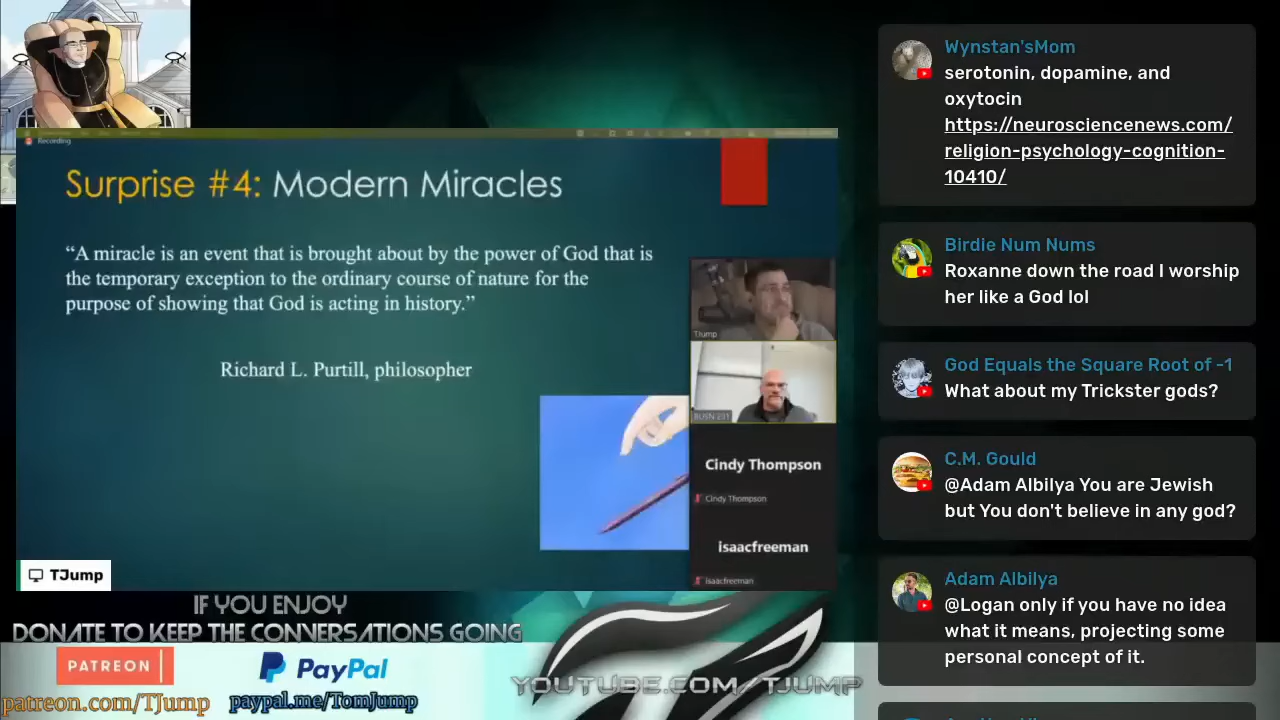 Recording
Surprise #4: Modern Miracles
“A miracle is an event that is brought about by the power of God that is
the temporary exception to the ordinary course of nature for the
purpose of showing that God is acting in history.”
Richard L. Purtill, philosopher
TJump
BUSN 231
Cindy Thompson
Cindy Thompson
isaacfreeman
isaacfreeman
TJump
IF YOU ENJOY
DONATE TO KEEP THE CONVERSATIONS GOING
PATREON
PayPal
patreon.com/TJump
paypal.me/TomJump
YOUTUBE.COM/TJUMP
Wynstan'sMom
serotonin, dopamine, and
oxytocin
https://neurosciencenews.com/
religion-psychology-cognition-
10410/
Birdie Num Nums
Roxanne down the road I worship
her like a God lol
God Equals the Square Root of -1
What about my Trickster gods?
C.M. Gould
@Adam Albilya You are Jewish
but You don't believe in any god?
Adam Albilya
@Logan only if you have no idea
what it means, projecting some
personal concept of it.